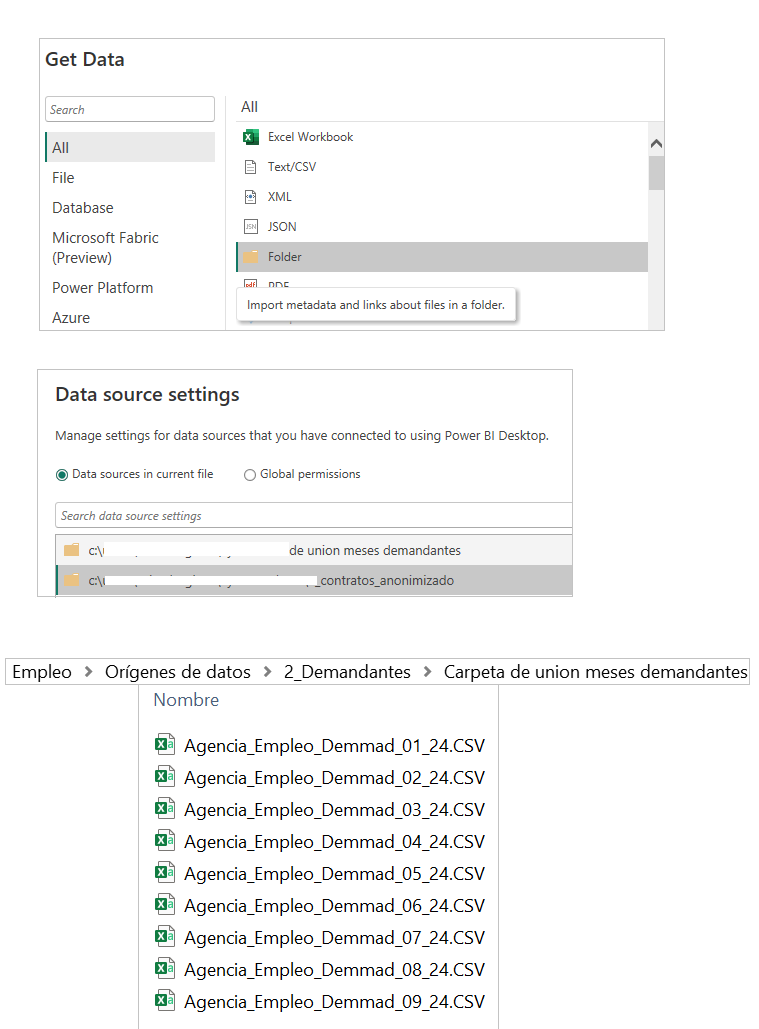 Get Data
Search
All
File
Database
Microsoft Fabric
(Preview)
Power Platform
Azure
All
Excel Workbook
Text/CSV
XML
JSON
Folder
PDF
Import metadata and links about files in a folder.
Data source settings
Manage settings for data sources that you have connected to using Power BI Desktop.
Data sources in current file Global permissions
Search data source settings
c:\ de union meses demandantes
c:\ _contratos_anonimizado
Empleo > Orígenes de datos > 2_Demandantes > Carpeta de union meses demandantes
Nombre
Agencia_Empleo_Demmad_01_24.CSV
Agencia_Empleo_Demmad_02_24.CSV
Agencia_Empleo_Demmad_03_24.CSV
Agencia_Empleo_Demmad_04_24.CSV
Agencia_Empleo_Demmad_05_24.CSV
Agencia_Empleo_Demmad_06_24.CSV
Agencia_Empleo_Demmad_07_24.CSV
Agencia_Empleo_Demmad_08_24.CSV
Agencia_Empleo_Demmad_09_24.CSV